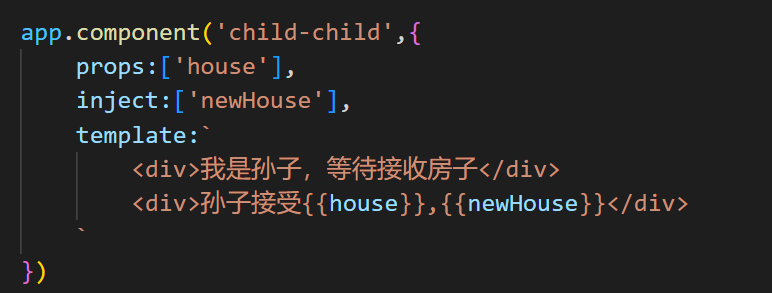 app.component('child-child',{
props:['house'],
inject:['newHouse'],
template:`
<div>我是孙子，等待接收房子</div>
<div>孙子接受{{house}},{{newHouse}}</div>
`
})